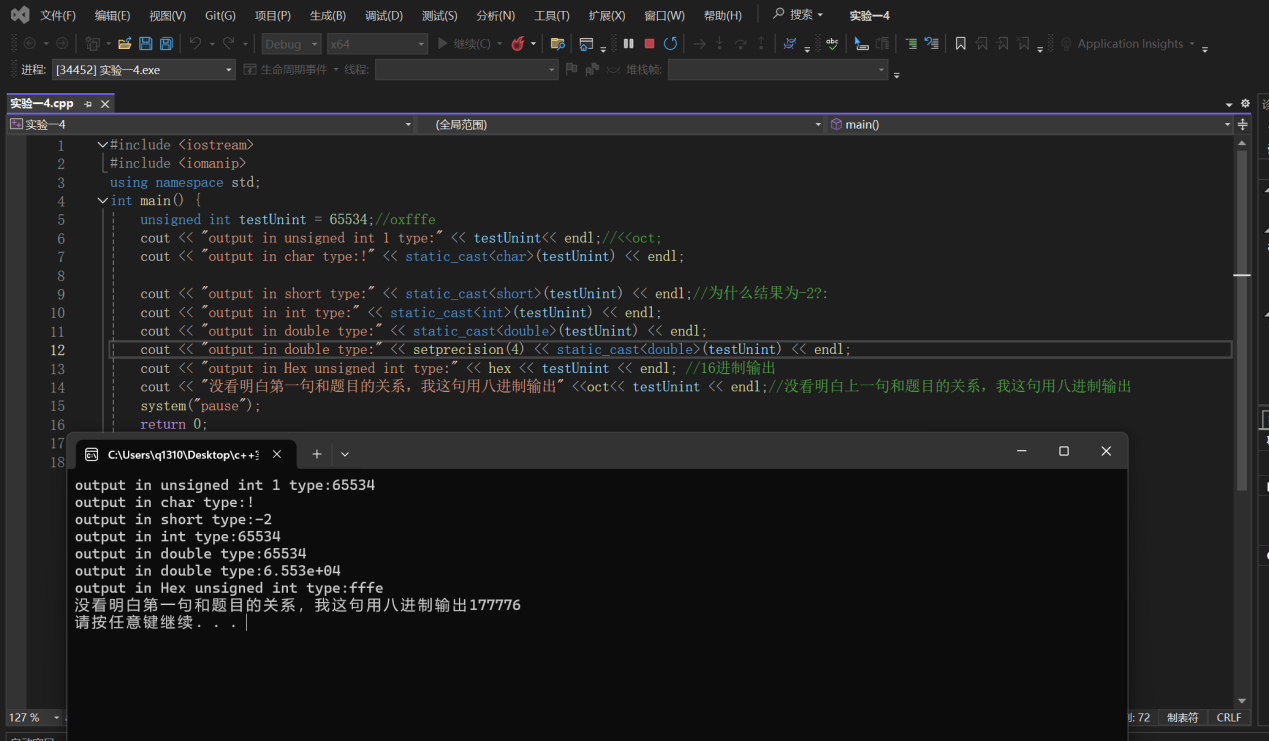 文件(F) 编辑(E) 视图(V) Git(G) 项目(P) 生成(B) 调试(D) 测试(S) 分析(N) 工具(T) 扩展(X) 窗口(W) 帮助(H) 搜索 实验一4
Debug x64 继续(C) Application Insights
进程: [34452] 实验一4.exe 生命周期事件 线程: 堆栈帧:
实验一4.cpp
实验一4 (全局范围) main()
1 #include <iostream>
2 #include <iomanip>
3 using namespace std;
4 int main() {
5 unsigned int testUnint = 65534;//oxfffe
6 cout << "output in unsigned int 1 type:" << testUnint<< endl;//<<oct;
7 cout << "output in char type:!" << static_cast<char>(testUnint) << endl;
8
9 cout << "output in short type:" << static_cast<short>(testUnint) << endl;//为什么结果为-2?:
10 cout << "output in int type:" << static_cast<int>(testUnint) << endl;
11 cout << "output in double type:" << static_cast<double>(testUnint) << endl;
12 cout << "output in double type:" << setprecision(4) << static_cast<double>(testUnint) << endl;
13 cout << "output in Hex unsigned int type:" << hex << testUnint << endl; //16进制输出
14 cout << "没看明白第一句和题目的关系，我这句用八进制输出" <<oct<< testUnint << endl;//没看明白上一句和题目的关系，我这句用八进制输出
15 system("pause");
16 return 0;
17
18
C:\Users\q1310\Desktop\c++
output in unsigned int 1 type:65534
output in char type:!
output in short type:-2
output in int type:65534
output in double type:65534
output in double type:6.553e+04
output in Hex unsigned int type:fffe
没看明白第一句和题目的关系，我这句用八进制输出177776
请按任意键继续. . .
127 % : 72 制表符 CRLF